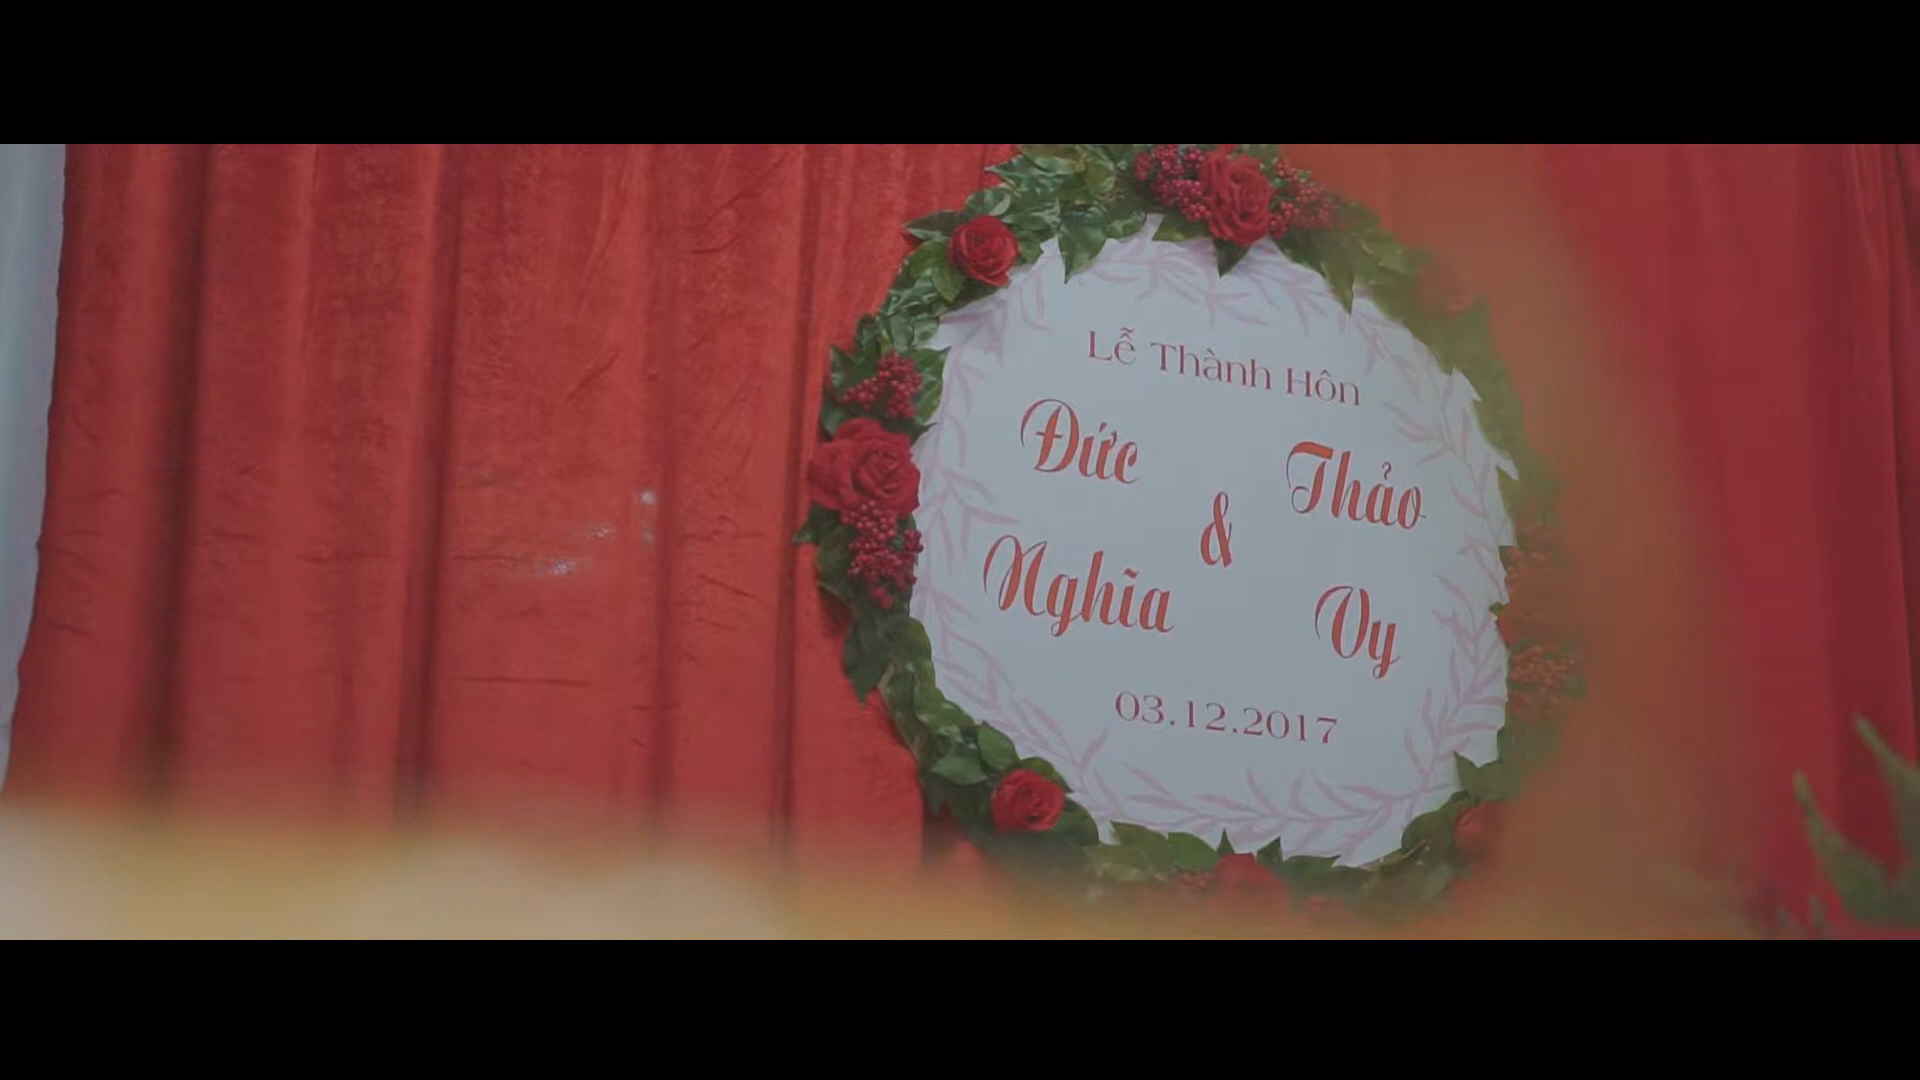 Lễ Thành Hôn
Đức Thảo
&
Nghĩa Vy
03.12.2017